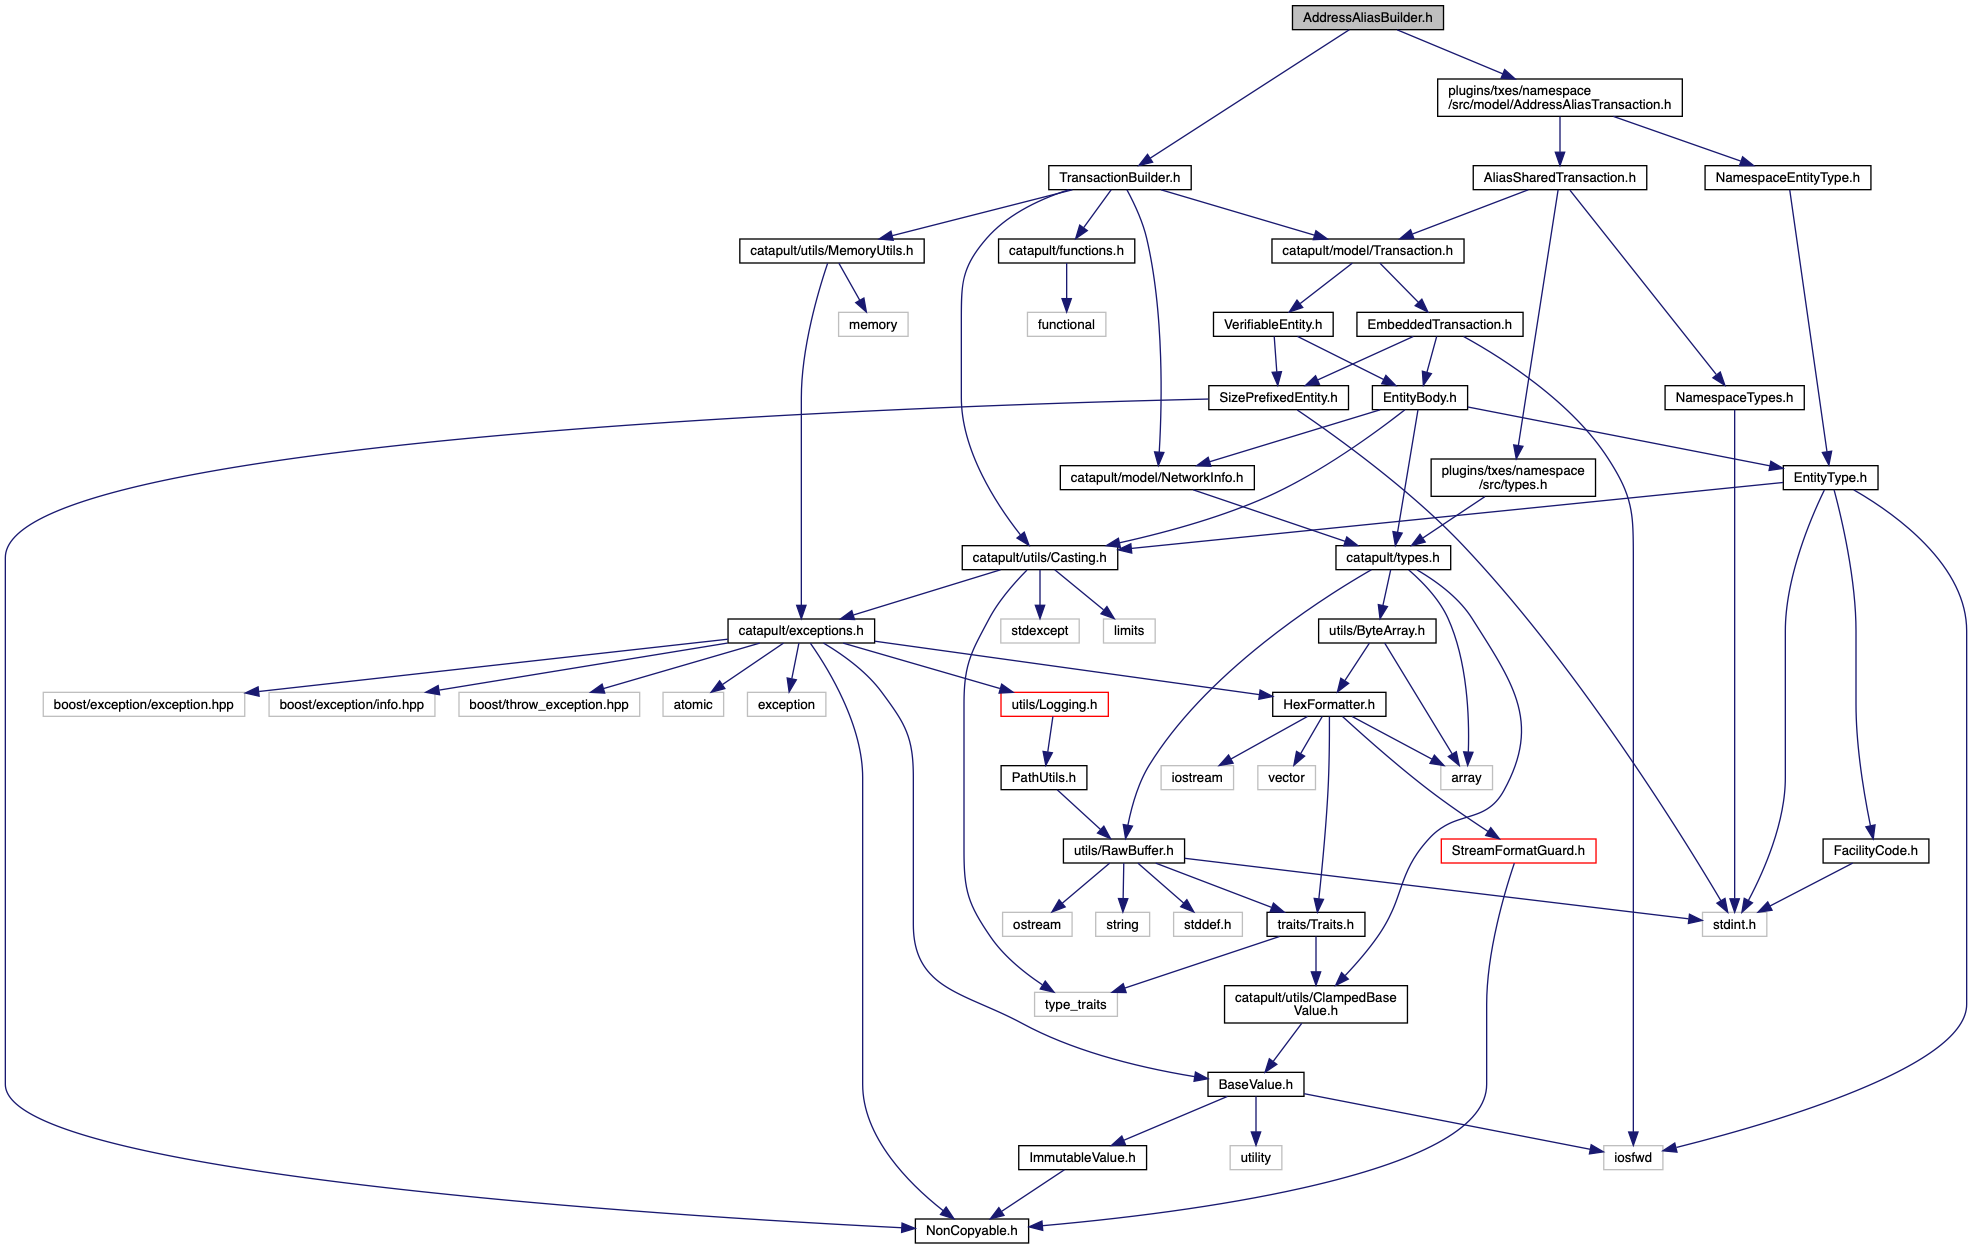 AddressAliasBuilder.h
plugins/txes/namespace
/src/model/AddressAliasTransaction.h
TransactionBuilder.h
AliasSharedTransaction.h
NamespaceEntityType.h
catapult/utils/MemoryUtils.h
catapult/functions.h
catapult/model/Transaction.h
memory
functional
VerifiableEntity.h
EmbeddedTransaction.h
SizePrefixedEntity.h
EntityBody.h
NamespaceTypes.h
catapult/model/NetworkInfo.h
plugins/txes/namespace
/src/types.h
EntityType.h
catapult/utils/Casting.h
catapult/types.h
catapult/exceptions.h
stdexcept
limits
utils/ByteArray.h
boost/exception/exception.hpp
boost/exception/info.hpp
boost/throw_exception.hpp
atomic
exception
utils/Logging.h
HexFormatter.h
PathUtils.h
iostream
vector
array
utils/RawBuffer.h
StreamFormatGuard.h
FacilityCode.h
ostream
string
stddef.h
traits/Traits.h
stdint.h
type_traits
catapult/utils/ClampedBase
Value.h
BaseValue.h
ImmutableValue.h
utility
iosfwd
NonCopyable.h